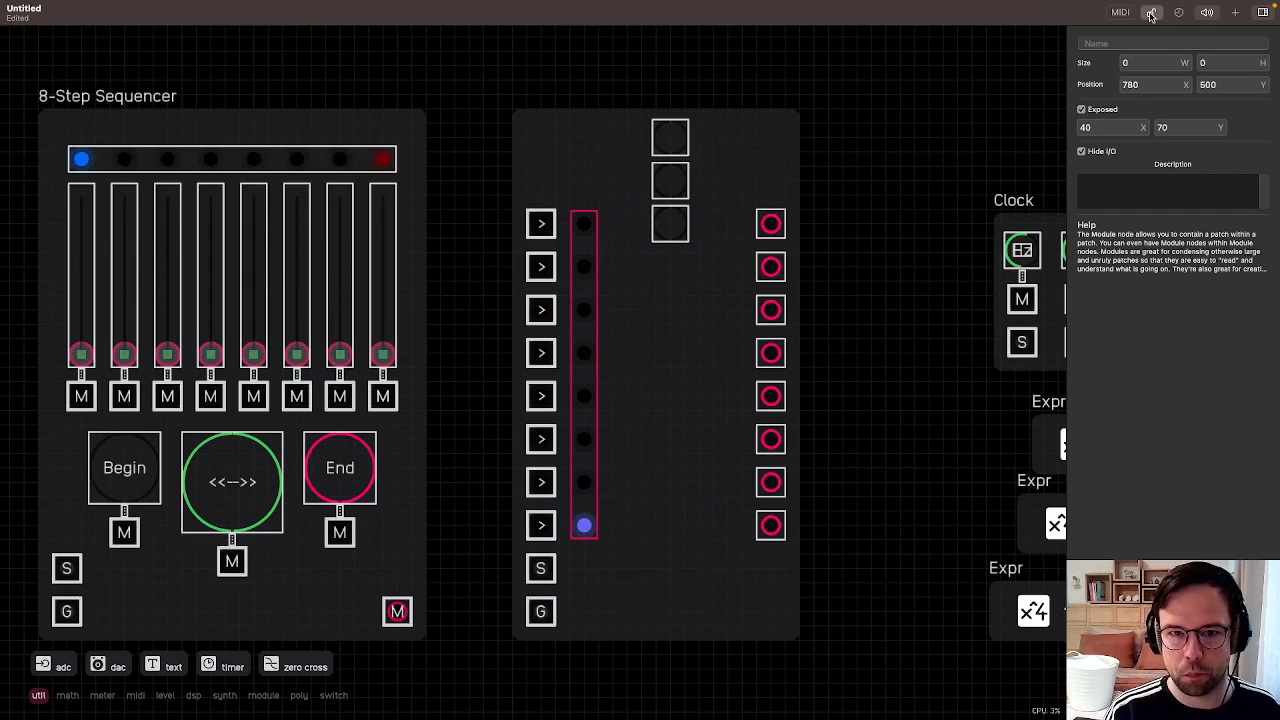 Untitled
Edited
MIDI
Name
Size 0 W 0 H
Position 780 X 500 Y
Exposed
40 X 70 Y
Hide I/O
Description
Help
The Module node allows you to contain a patch within a
patch. You can even have Module nodes within Module
nodes. Modules are great for containing otherwise large
and unruly patches so that they are easy to "read" and
understand what is going on. They're also great for creati...
8-Step Sequencer
M M M M M M M M
Begin <<-->> End
M M M
S
G M
>
>
>
>
>
>
>
>
S
G
Clock
M
S
Expr
Expr
Expr
x^4
adc dac text timer zero cross
util math meter midi level dsp synth module poly switch
CPU: 3%